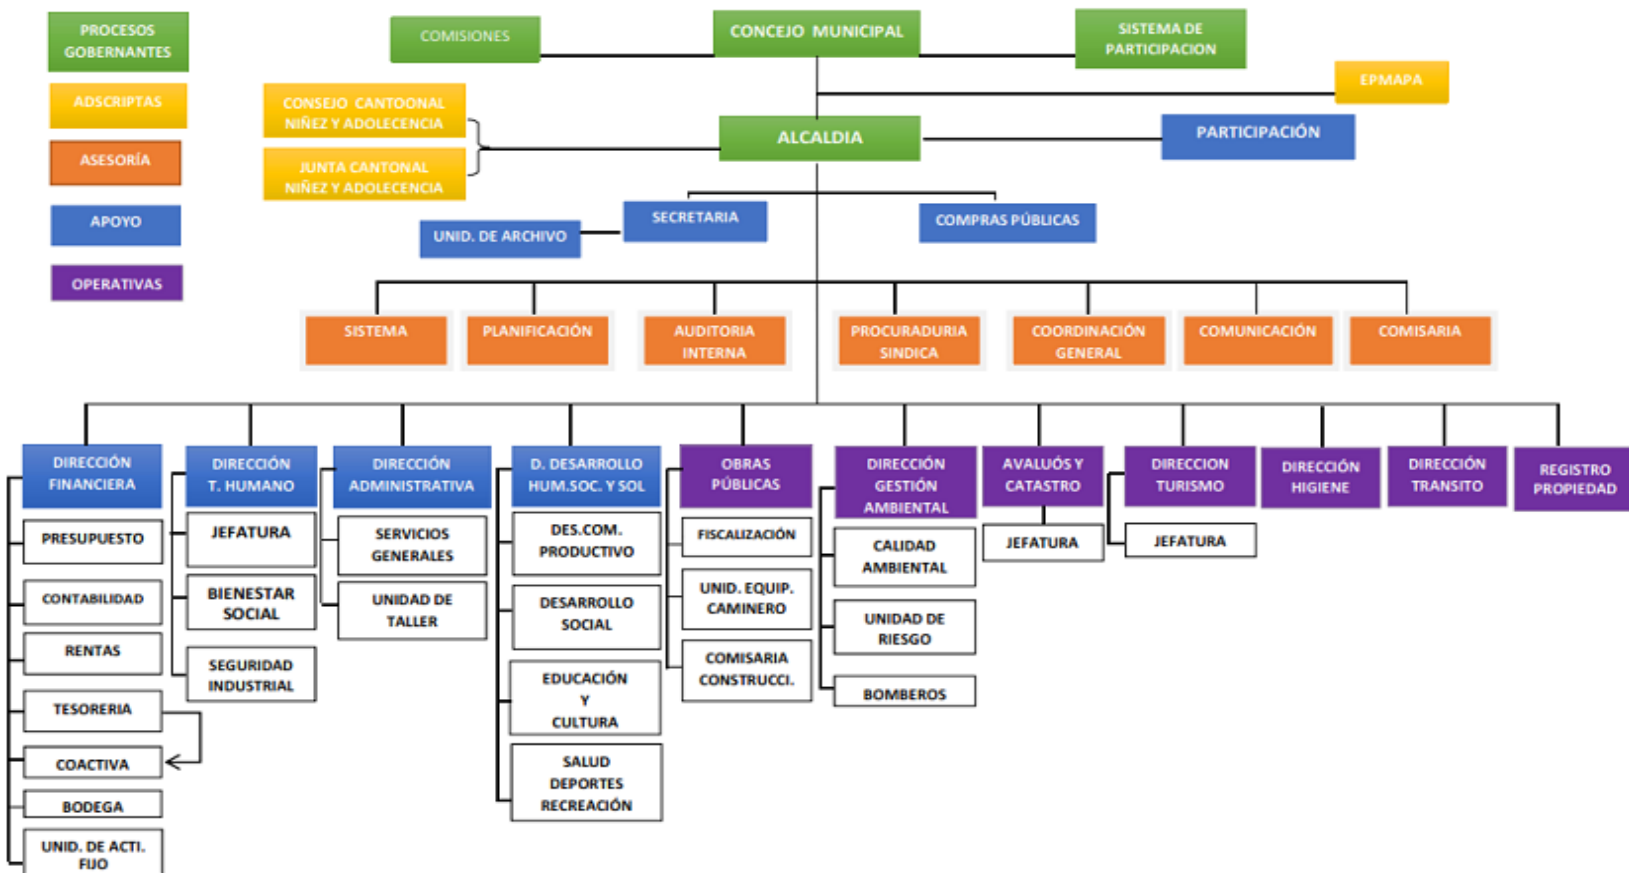 PROCESOS
GOBERNANTES
ADSCRIPTAS
ASESORÍA
APOYO
OPERATIVAS
COMISIONES
CONCEJO MUNICIPAL
SISTEMA DE
PARTICIPACION
EPMAPA
CONSEJO CANTOONAL
NIÑEZ Y ADOLECENCIA
JUNTA CANTONAL
NIÑEZ Y ADOLECENCIA
ALCALDIA
PARTICIPACIÓN
SECRETARIA
UNID. DE ARCHIVO
COMPRAS PÚBLICAS
SISTEMA
PLANIFICACIÓN
AUDITORIA
INTERNA
PROCURADURIA
SINDICA
COORDINACIÓN
GENERAL
COMUNICACIÓN
COMISARIA
DIRECCIÓN
FINANCIERA
PRESUPUESTO
CONTABILIDAD
RENTAS
TESORERIA
COACTIVA
BODEGA
UNID. DE ACTI.
FIJO
DIRECCIÓN
T. HUMANO
JEFATURA
BIENESTAR
SOCIAL
SEGURIDAD
INDUSTRIAL
DIRECCIÓN
ADMINISTRATIVA
SERVICIOS
GENERALES
UNIDAD DE
TALLER
D. DESARROLLO
HUM.SOC. Y SOL
DES.COM.
PRODUCTIVO
DESARROLLO
SOCIAL
EDUCACIÓN
Y
CULTURA
SALUD
DEPORTES
RECREACIÓN
OBRAS
PÚBLICAS
FISCALIZACIÓN
UNID. EQUIP.
CAMINERO
COMISARIA
CONSTRUCCI.
DIRECCIÓN
GESTIÓN
AMBIENTAL
CALIDAD
AMBIENTAL
UNIDAD DE
RIESGO
BOMBEROS
AVALUÓS Y
CATASTRO
JEFATURA
DIRECCION
TURISMO
JEFATURA
DIRECCIÓN
HIGIENE
DIRECCIÓN
TRANSITO
REGISTRO
PROPIEDAD